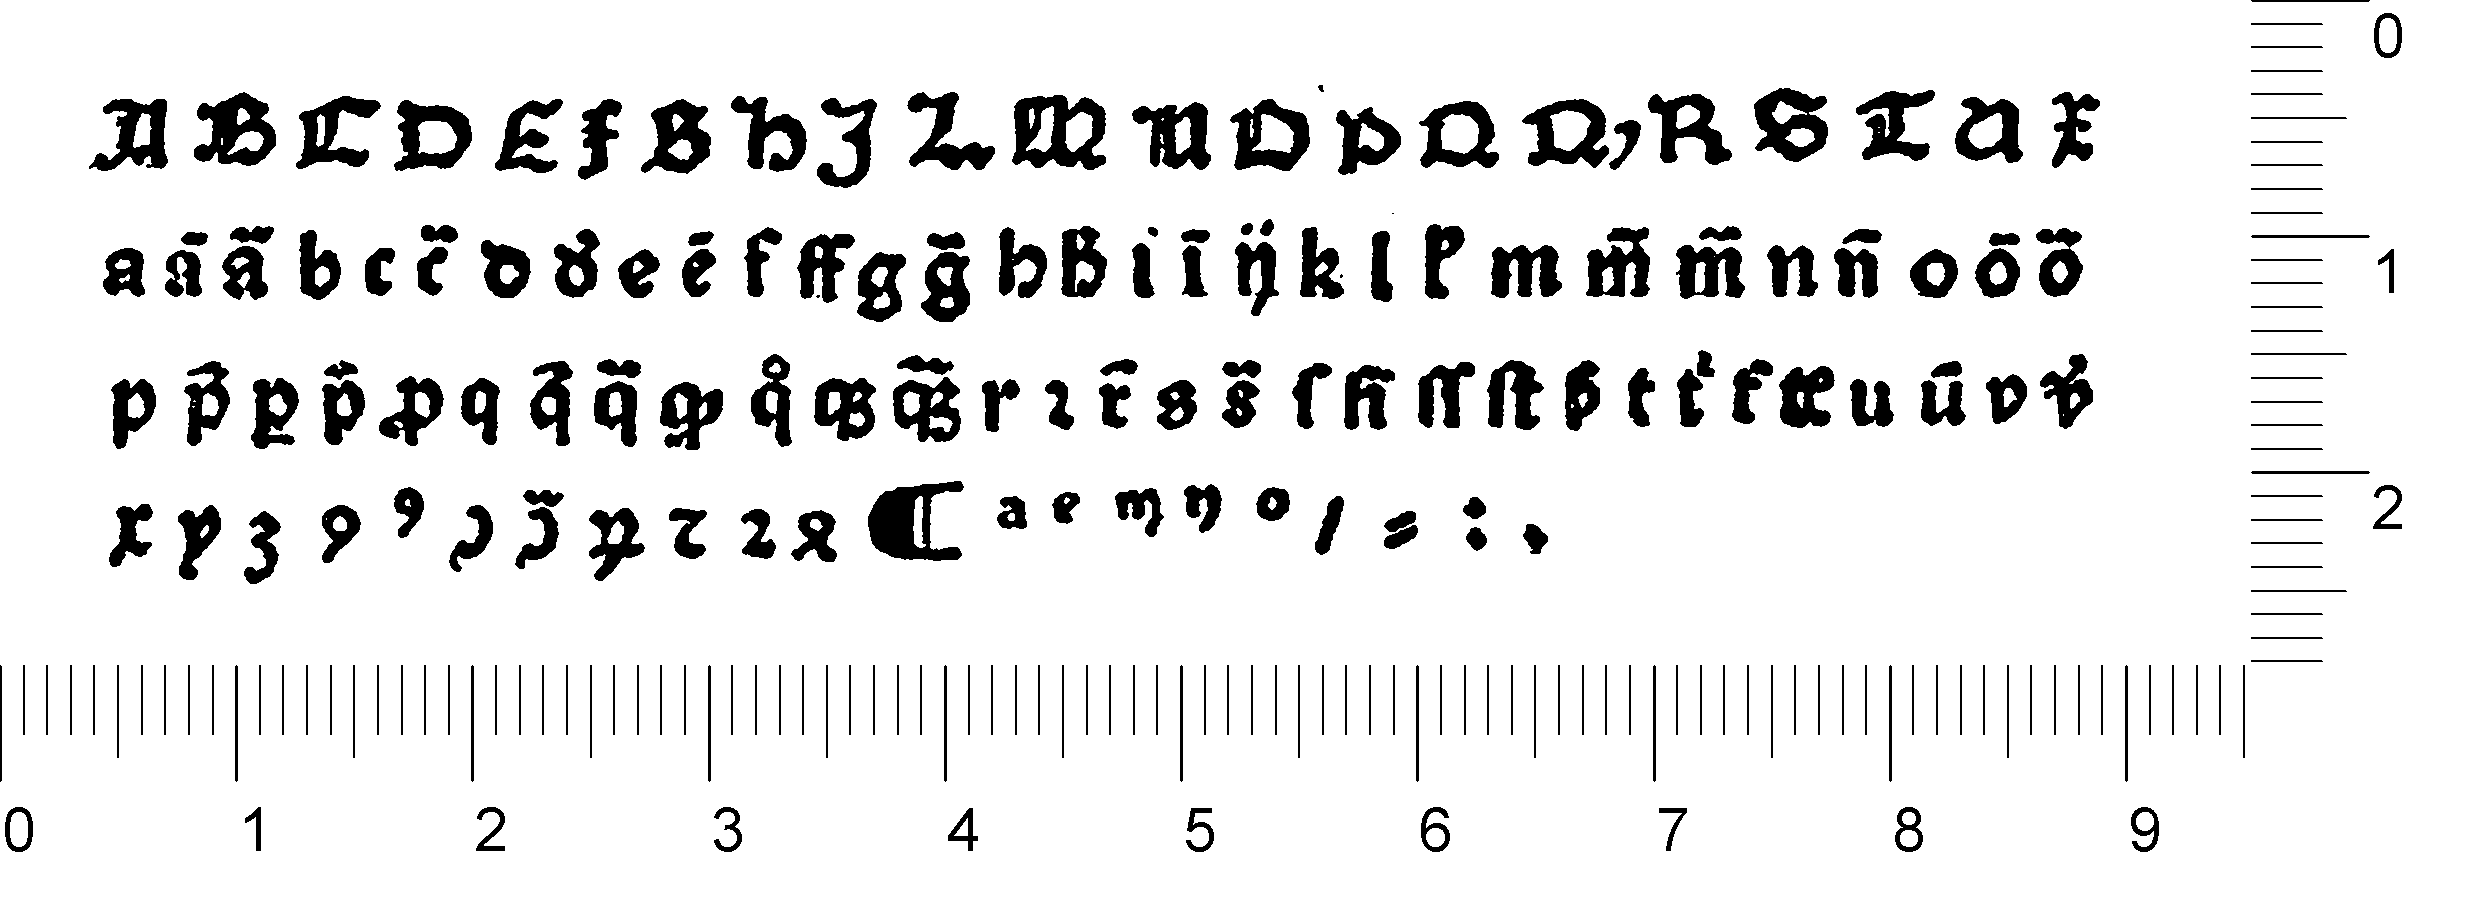 A B C D E F G H J L M N O P Q Q, R S T U X
a ā ã b c c̃ d d̃ e ē f ff g g̃ h i ī ÿ k l m m̄ m̃ n n̄ o ō õ
p p̄ ꝑ p̃ ꝓ q q̄ q̃ q̊ r ꝛ r̄ s s̃ ſ ſſ ſt ß t u ū v
x y ʒ ꝯ ꝰ ¶ a e m o / = : .
0 1 2 3 4 5 6 7 8 9
0
1
2